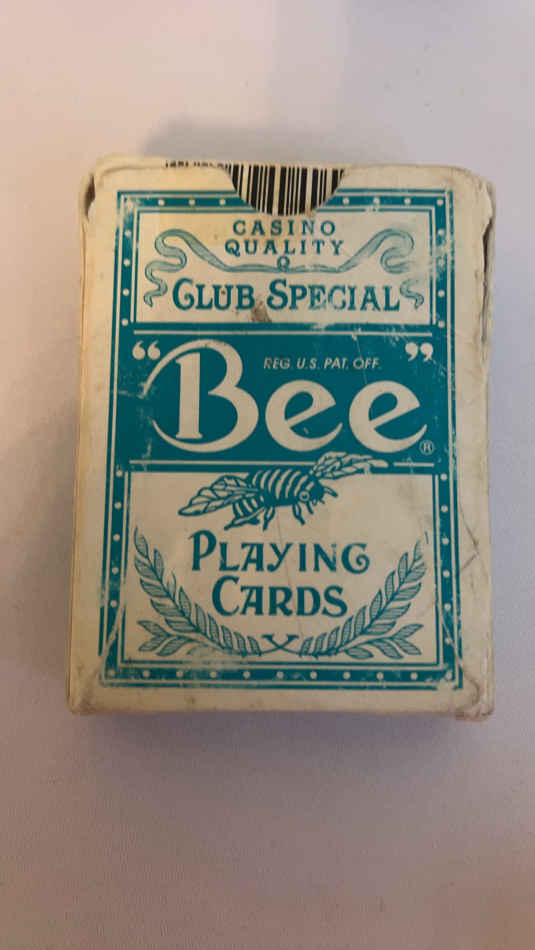 CASINO
QUALITY
CLUB SPECIAL
REG. U.S. PAT. OFF.
“Bee”®
PLAYING
CARDS